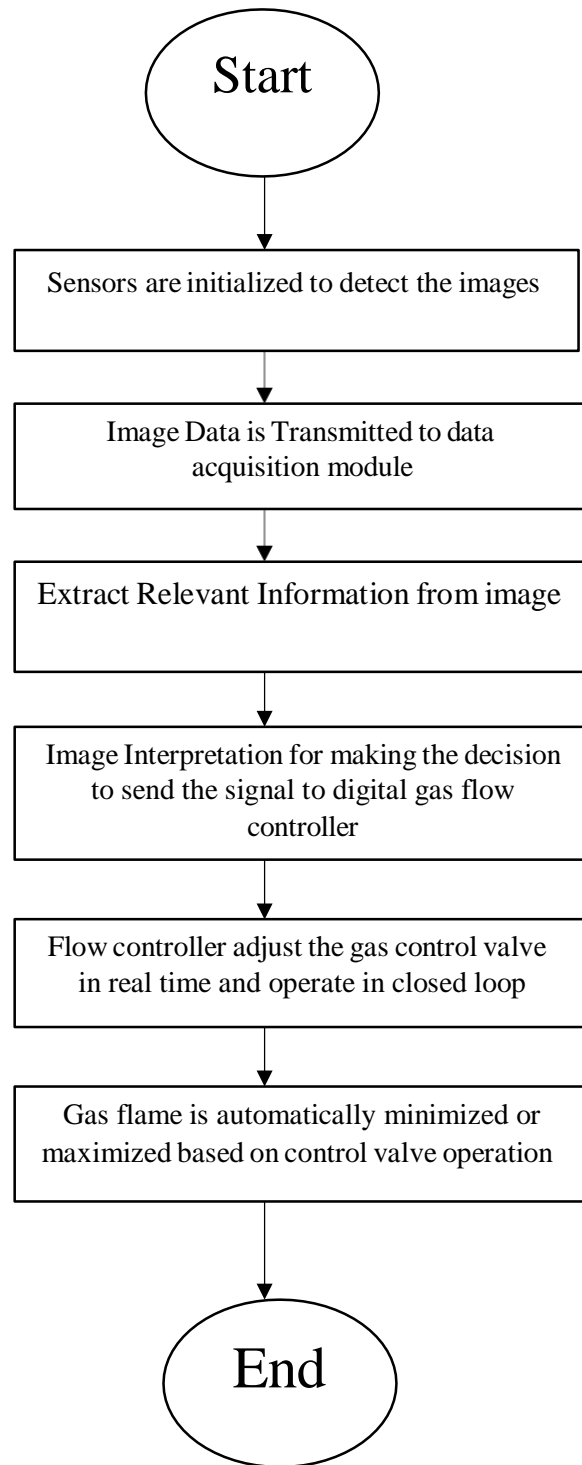 Start
Sensors are initialized to detect the images
Image Data is Transmitted to data
acquisition module
Extract Relevant Information from image
Image Interpretation for making the decision
to send the signal to digital gas flow
controller
Flow controller adjust the gas control valve
in real time and operate in closed loop
Gas flame is automatically minimized or
maximized based on control valve operation
End